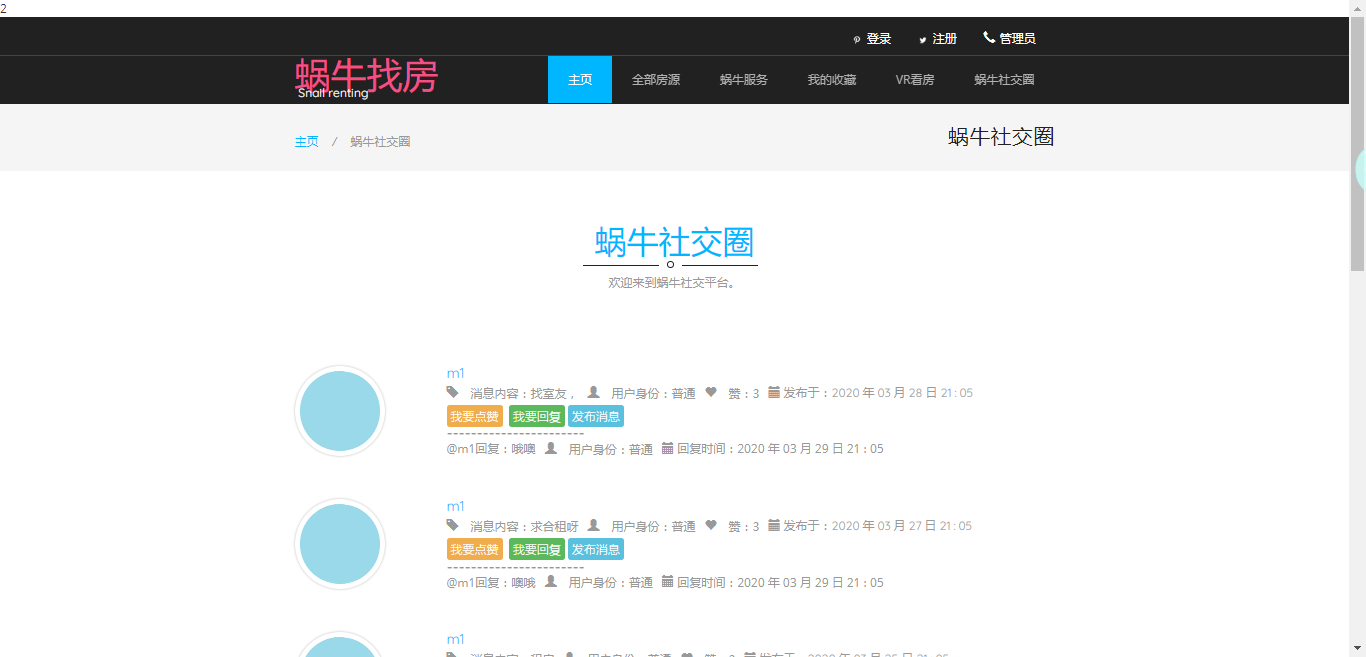 2
登录 注册 管理员
蜗牛找房
Snail renting
主页 全部房源 蜗牛服务 我的收藏 VR看房 蜗牛社交圈
主页 / 蜗牛社交圈
蜗牛社交圈
蜗牛社交圈
欢迎来到蜗牛社交平台。
m1
消息内容：找室友， 用户身份：普通 赞：3 发布于：2020 年 03 月 28 日 21 : 05
我要点赞 我要回复 发布消息
-----------------------
@m1回复：哦噢 用户身份：普通 回复时间：2020 年 03 月 29 日 21 : 05
m1
消息内容：求合租呀 用户身份：普通 赞：3 发布于：2020 年 03 月 27 日 21 : 05
我要点赞 我要回复 发布消息
-----------------------
@m1回复：噢哦 用户身份：普通 回复时间：2020 年 03 月 29 日 21 : 05
m1